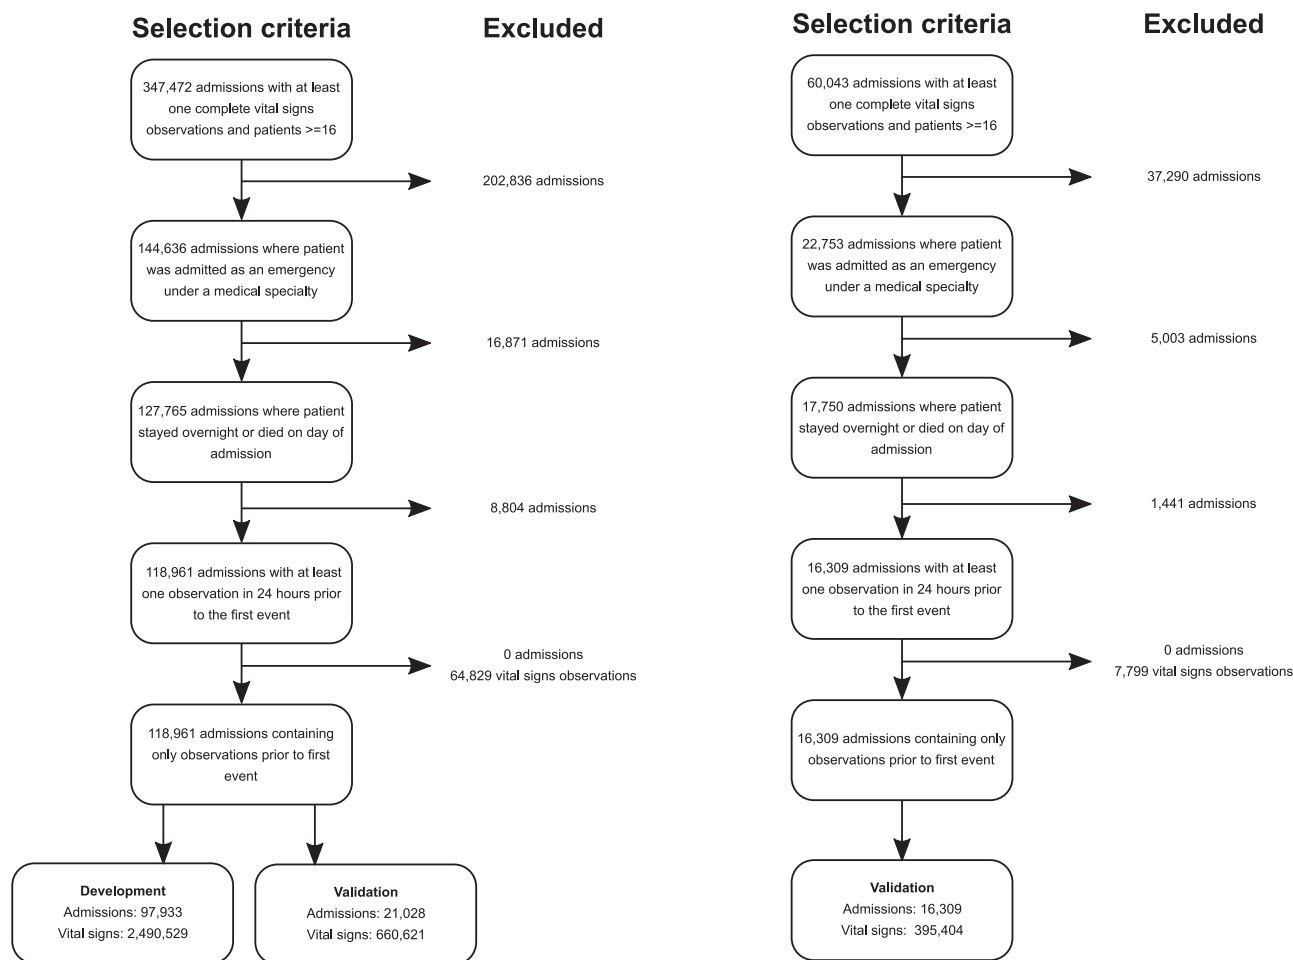 Selection criteria
Excluded
347,472 admissions with at least
one complete vital signs
observations and patients >=16
202,836 admissions
144,636 admissions where patient
was admitted as an emergency
under a medical specialty
16,871 admissions
127,765 admissions where patient
stayed overnight or died on day of
admission
8,804 admissions
118,961 admissions with at least
one observation in 24 hours prior
to the first event
0 admissions
64,829 vital signs observations
118,961 admissions containing
only observations prior to first
event
Development
Admissions: 97,933
Vital signs: 2,490,529
Validation
Admissions: 21,028
Vital signs: 660,621
Selection criteria
Excluded
60,043 admissions with at least
one complete vital signs
observations and patients >=16
37,290 admissions
22,753 admissions where patient
was admitted as an emergency
under a medical specialty
5,003 admissions
17,750 admissions where patient
stayed overnight or died on day of
admission
1,441 admissions
16,309 admissions with at least
one observation in 24 hours prior
to the first event
0 admissions
7,799 vital signs observations
16,309 admissions containing only
observations prior to first event
Validation
Admissions: 16,309
Vital signs: 395,404